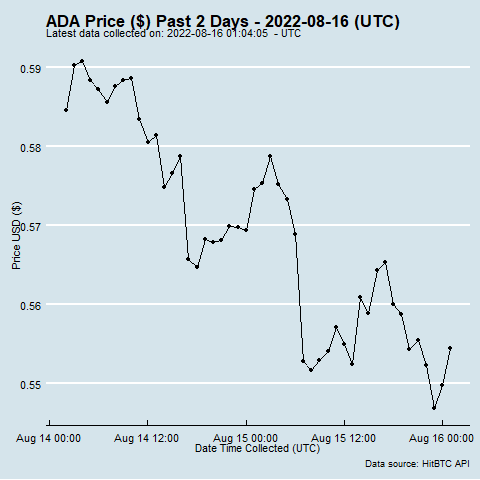 ADA Price ($) Past 2 Days - 2022-08-16 (UTC)
Latest data collected on: 2022-08-16 01:04:05 - UTC
0.59
0.58
0.57
0.56
0.55
Price USD ($)
Aug 14 00:00 Aug 14 12:00 Aug 15 00:00 Aug 15 12:00 Aug 16 00:00
Date Time Collected (UTC)
Data source: HitBTC API